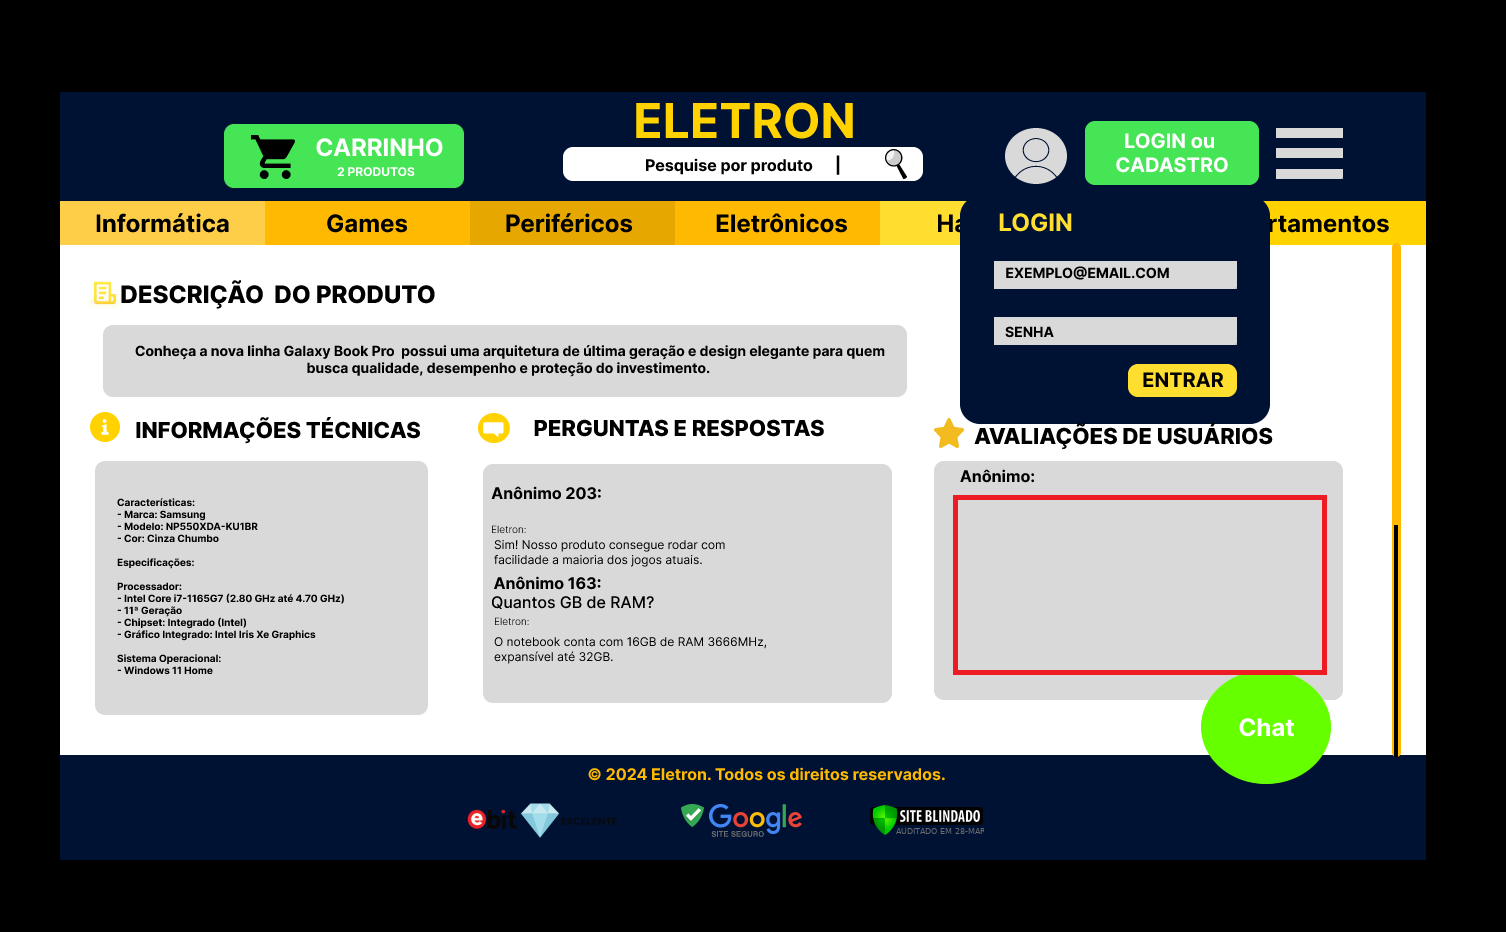 ELETRON
CARRINHO
2 PRODUTOS
Pesquise por produto |
LOGIN ou
CADASTRO
Informática
Games
Periféricos
Eletrônicos
Ha
rtamentos
LOGIN
EXEMPLO@EMAIL.COM
SENHA
ENTRAR
DESCRIÇÃO DO PRODUTO
Conheça a nova linha Galaxy Book Pro possui uma arquitetura de última geração e design elegante para quem
busca qualidade, desempenho e proteção do investimento.
INFORMAÇÕES TÉCNICAS
Características:
- Marca: Samsung
- Modelo: NP550XDA-KU1BR
- Cor: Cinza Chumbo
Especificações:
Processador:
- Intel Core i7-1165G7 (2.80 GHz até 4.70 GHz)
- 11ª Geração
- Chipset: Integrado (Intel)
- Gráfico Integrado: Intel Iris Xe Graphics
Sistema Operacional:
- Windows 11 Home
PERGUNTAS E RESPOSTAS
Anônimo 203:
Eletron:
Sim! Nosso produto consegue rodar com
facilidade a maioria dos jogos atuais.
Anônimo 163:
Quantos GB de RAM?
Eletron:
O notebook conta com 16GB de RAM 3666MHz,
expansível até 32GB.
AVALIAÇÕES DE USUÁRIOS
Anônimo:
Chat
© 2024 Eletron. Todos os direitos reservados.
ebit EXCELENTE
Google
SITE SEGURO
SITE BLINDADO
AUDITADO EM 28-MAR